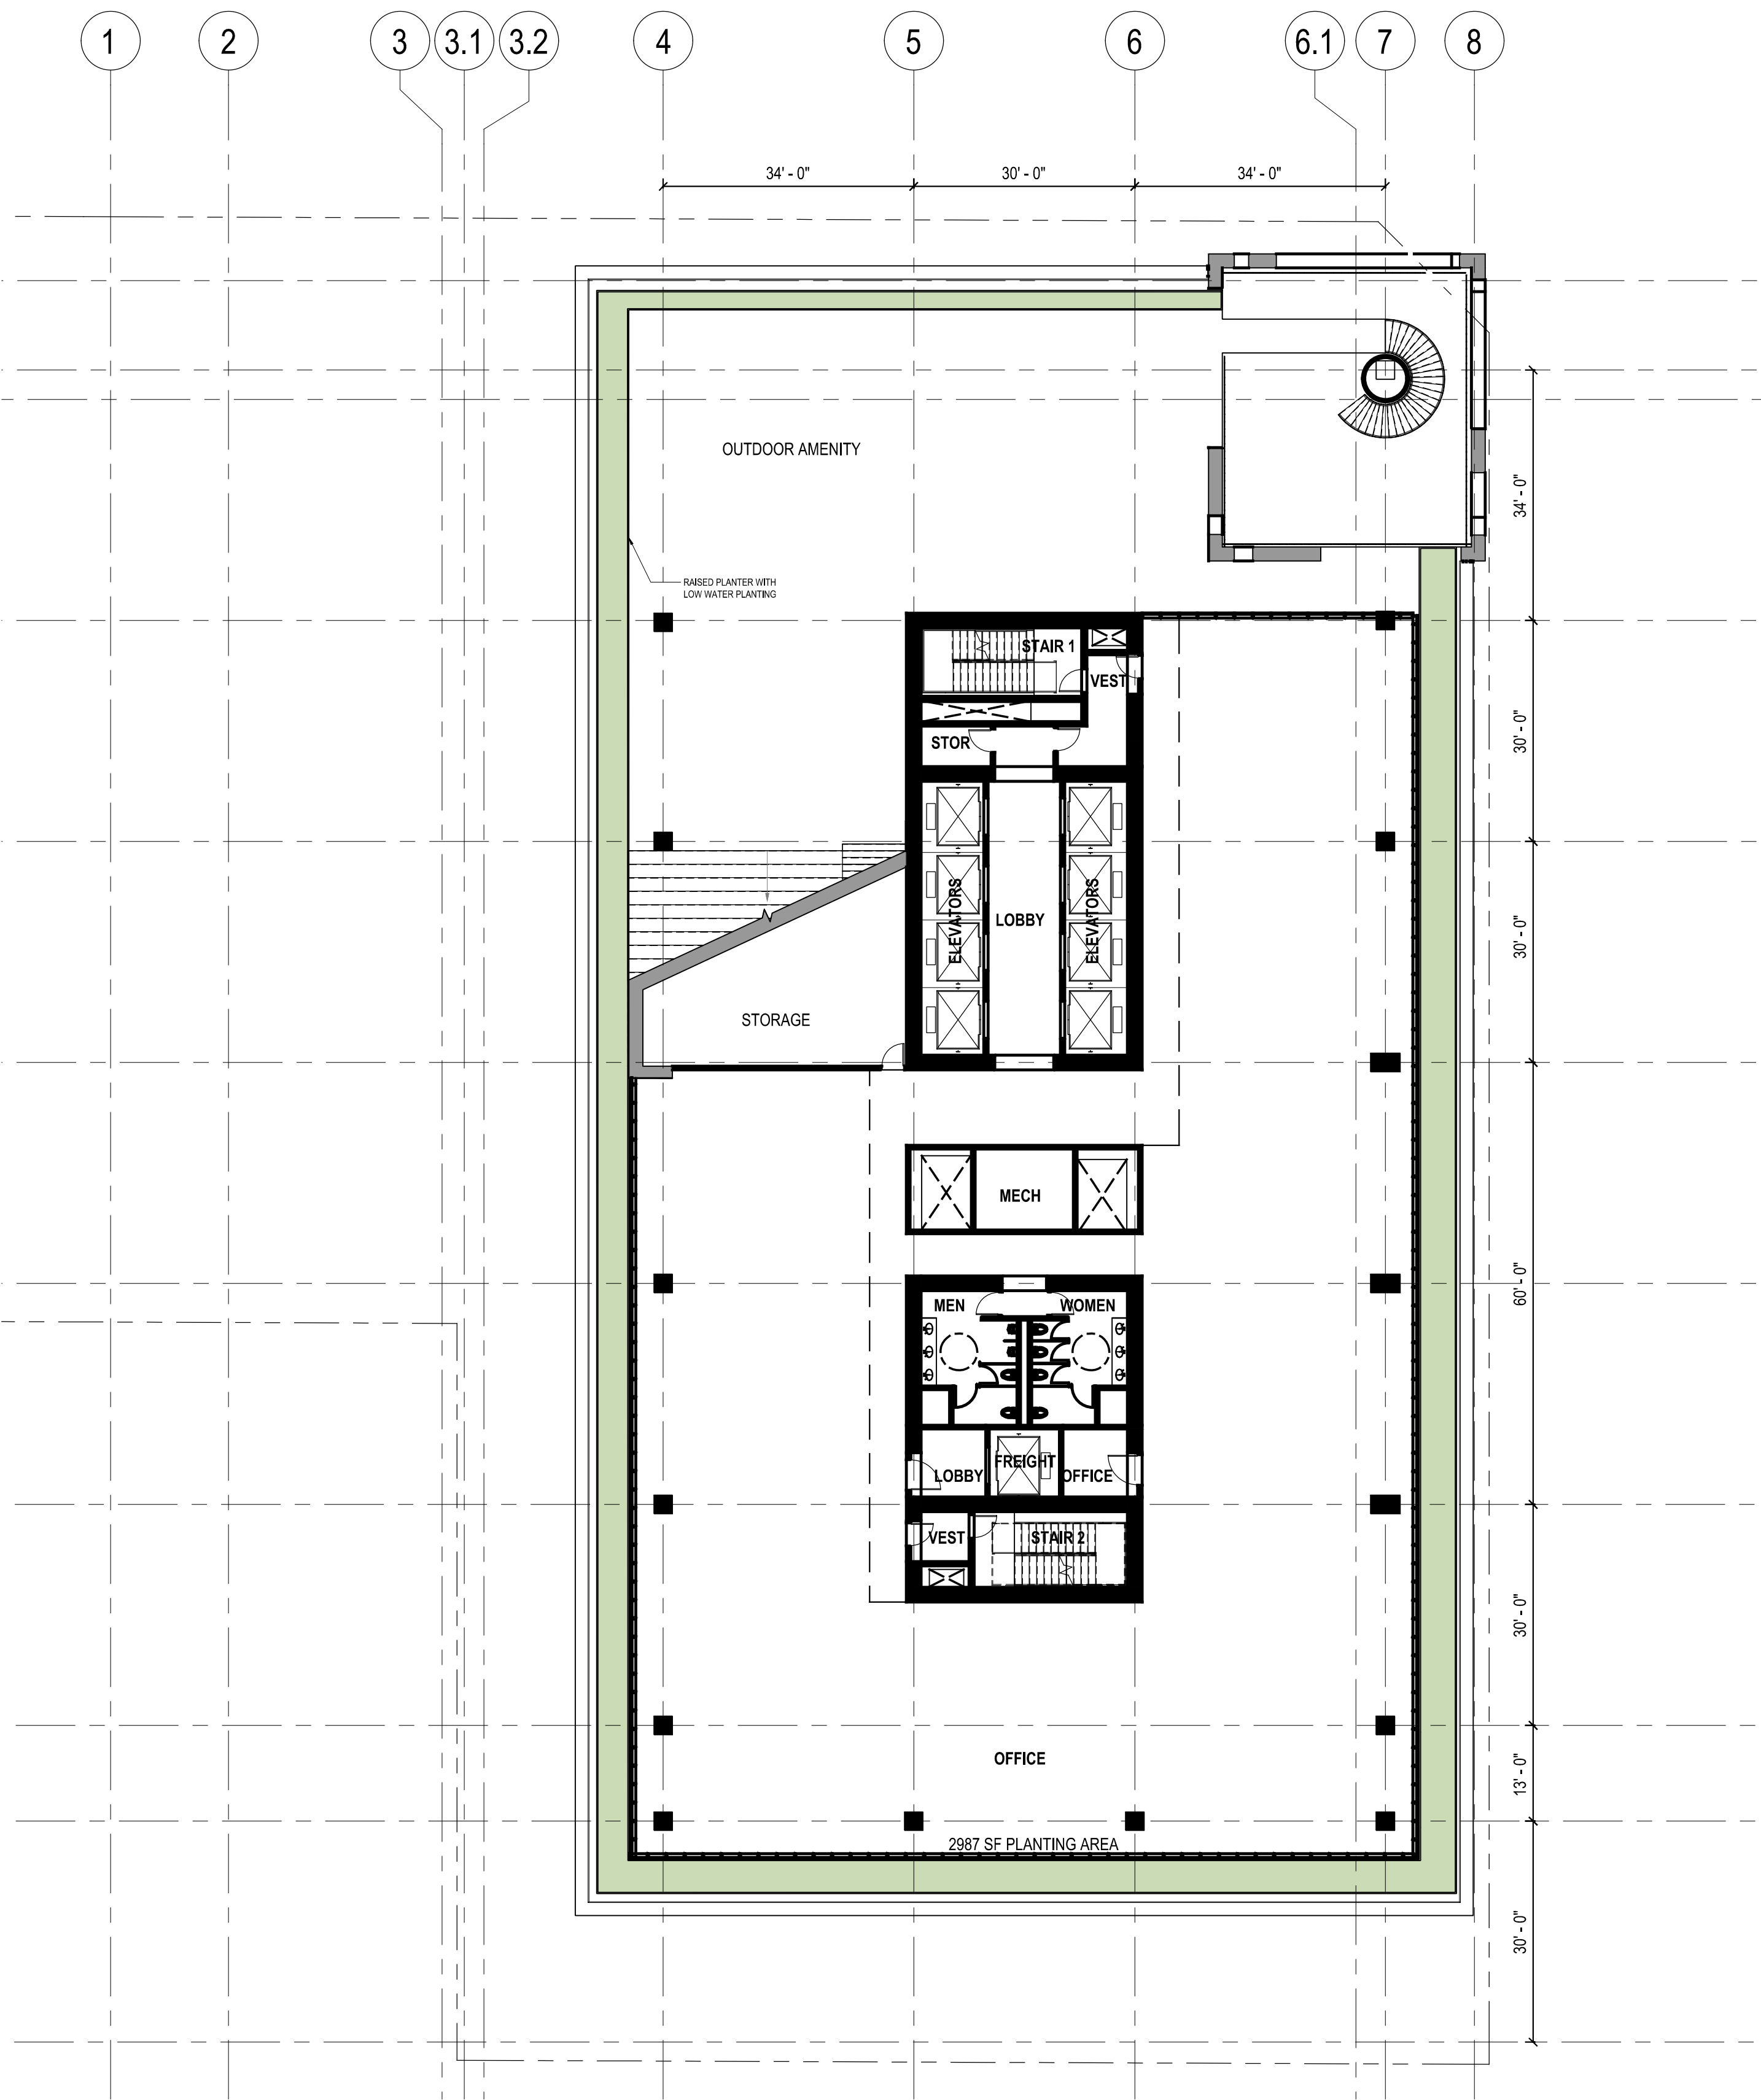 1 2 3 3.1 3.2 4 5 6 6.1 7 8
34' - 0" 30' - 0" 34' - 0"
OUTDOOR AMENITY
34' - 0"
RAISED PLANTER WITH
LOW WATER PLANTING
STAIR 1
VEST
30' - 0"
STOR
ELEVATORS
LOBBY
ELEVATORS
30' - 0"
STORAGE
MECH
60' - 0"
MEN
WOMEN
LOBBY
FREIGHT
OFFICE
VEST
STAIR 2
30' - 0"
OFFICE
13' - 0"
2987 SF PLANTING AREA
30' - 0"